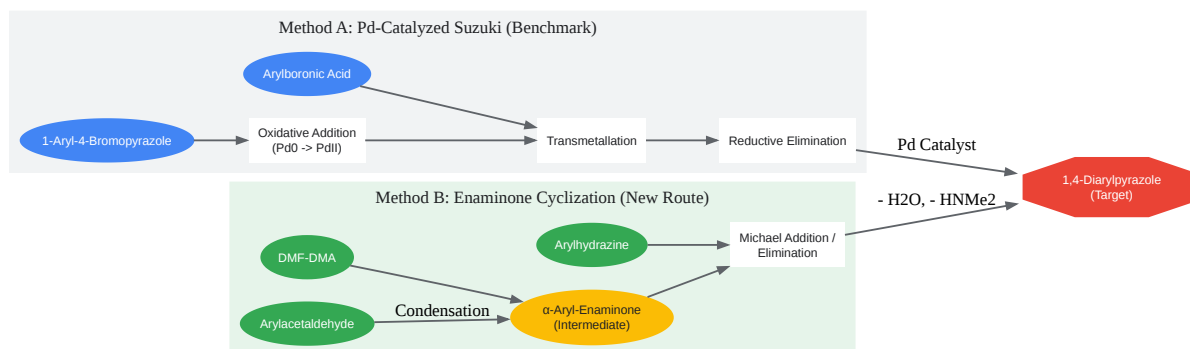 Method A: Pd-Catalyzed Suzuki (Benchmark)
Arylboronic Acid
1-Aryl-4-Bromopyrazole
Oxidative Addition
(Pd0 -> PdII)
Transmetallation
Reductive Elimination
Pd Catalyst
1,4-Diarylpyrazole
(Target)
Method B: Enaminone Cyclization (New Route)
- H2O, - HNMe2
Arylhydrazine
Michael Addition /
Elimination
DMF-DMA
Condensation
Arylacetaldehyde
α-Aryl-Enaminone
(Intermediate)